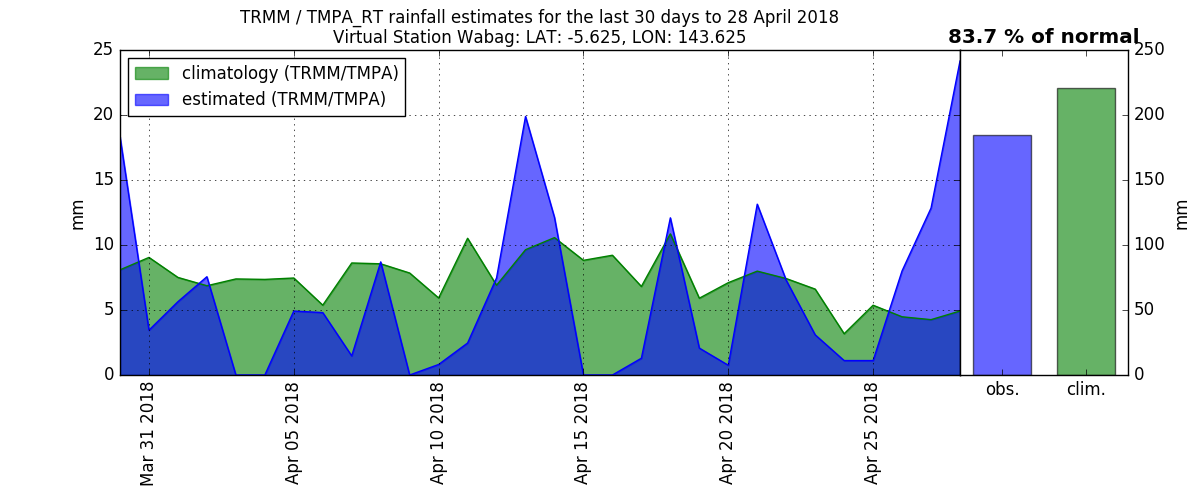 TRMM / TMPA_RT rainfall estimates for the last 30 days to 28 April 2018
Virtual Station Wabag: LAT: -5.625, LON: 143.625
83.7 % of normal
climatology (TRMM/TMPA)
estimated (TRMM/TMPA)
25
20
15
10
5
0
mm
Mar 31 2018
Apr 05 2018
Apr 10 2018
Apr 15 2018
Apr 20 2018
Apr 25 2018
obs.
clim.
250
200
150
100
50
0
mm